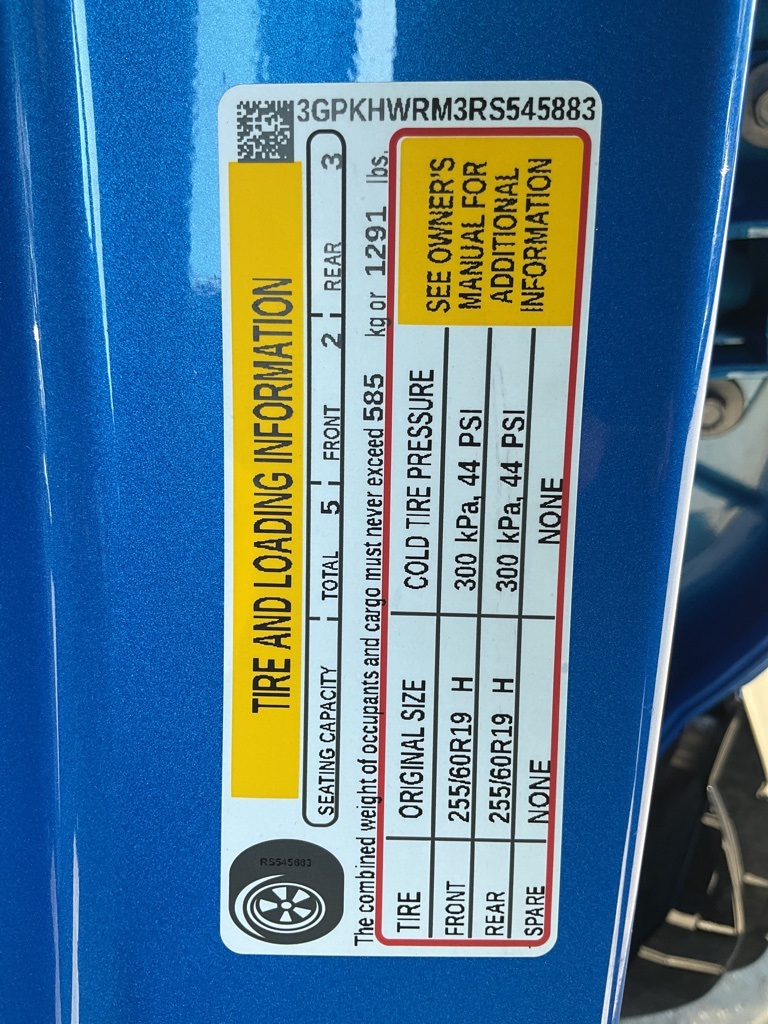 3GPKHWRM3RS545883
TIRE AND LOADING INFORMATION
SEATING CAPACITY TOTAL 5 FRONT 2 REAR 3
The combined weight of occupants and cargo must never exceed 585 kg or 1291 lbs.
TIRE ORIGINAL SIZE COLD TIRE PRESSURE
FRONT 255/60R19 H 300 kPa, 44 PSI
REAR 255/60R19 H 300 kPa, 44 PSI
SPARE NONE NONE
SEE OWNER'S
MANUAL FOR
ADDITIONAL
INFORMATION
RS545883